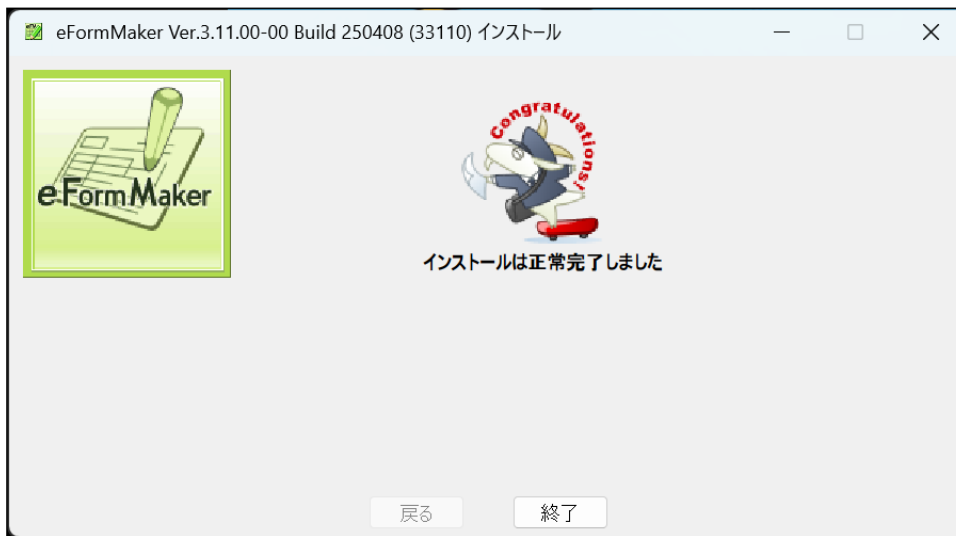 eFormMaker Ver.3.11.00-00 Build 250408 (33110) インストール
e.FormMaker
Congratulations!
インストールは正常完了しました
戻る
終了